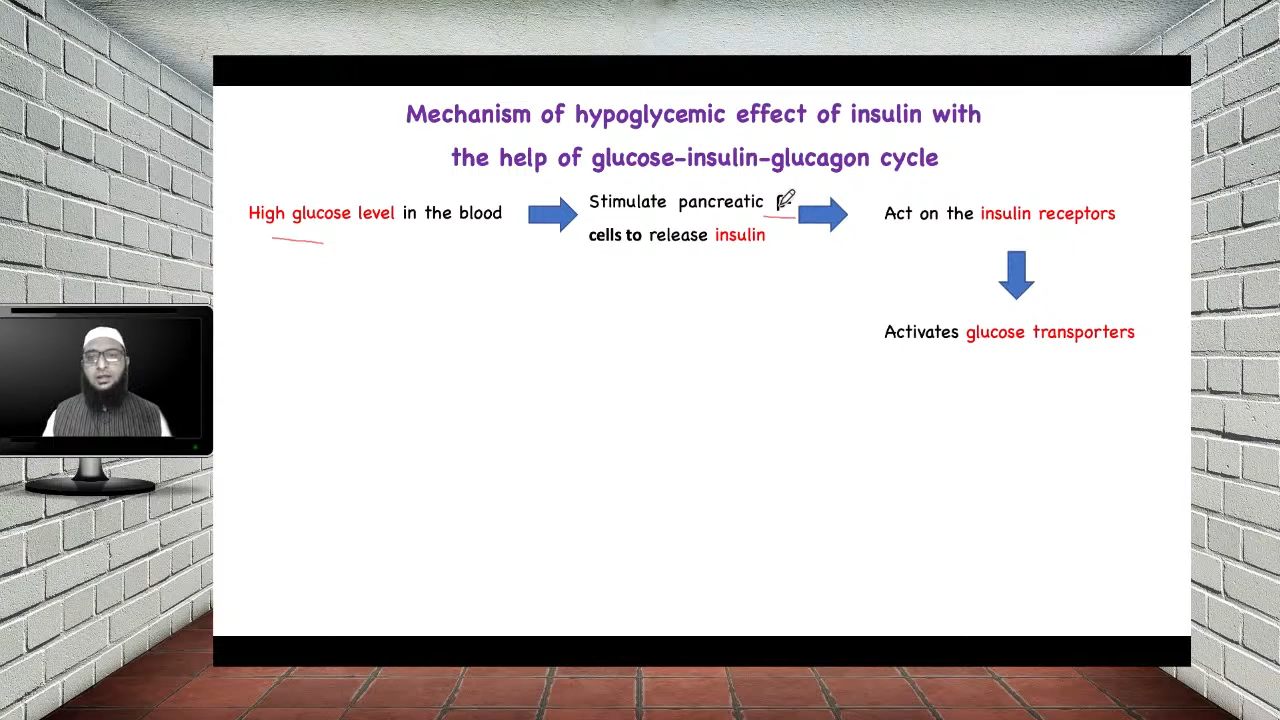 Mechanism of hypoglycemic effect of insulin with
the help of glucose-insulin-glucagon cycle
High glucose level in the blood
Stimulate pancreatic
cells to release insulin
Act on the insulin receptors
Activates glucose transporters